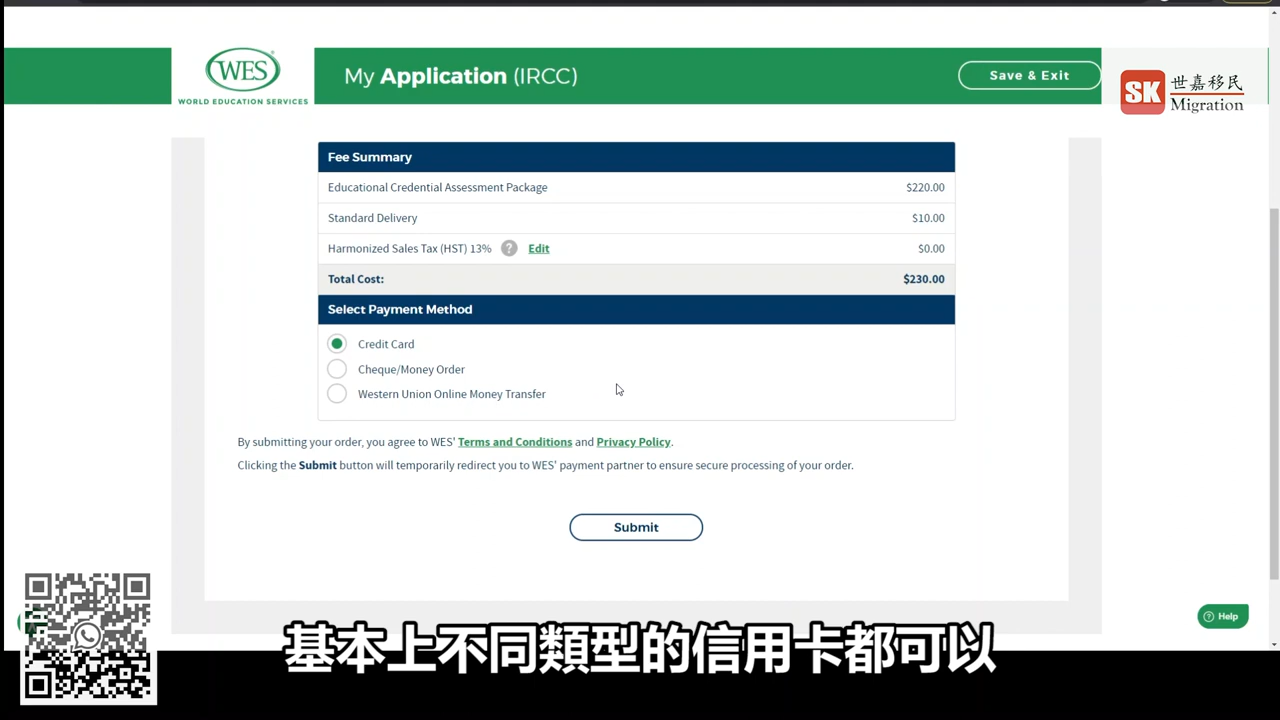 WES
WORLD EDUCATION SERVICES
My Application (IRCC)
Save & Exit
SK 世嘉移民
Migration
Fee Summary
Educational Credential Assessment Package $220.00
Standard Delivery $10.00
Harmonized Sales Tax (HST) 13% ? Edit $0.00
Total Cost: $230.00
Select Payment Method
Credit Card
Cheque/Money Order
Western Union Online Money Transfer
By submitting your order, you agree to WES' Terms and Conditions and Privacy Policy.
Clicking the Submit button will temporarily redirect you to WES' payment partner to ensure secure processing of your order.
Submit
? Help
基本上不同類型的信用卡都可以